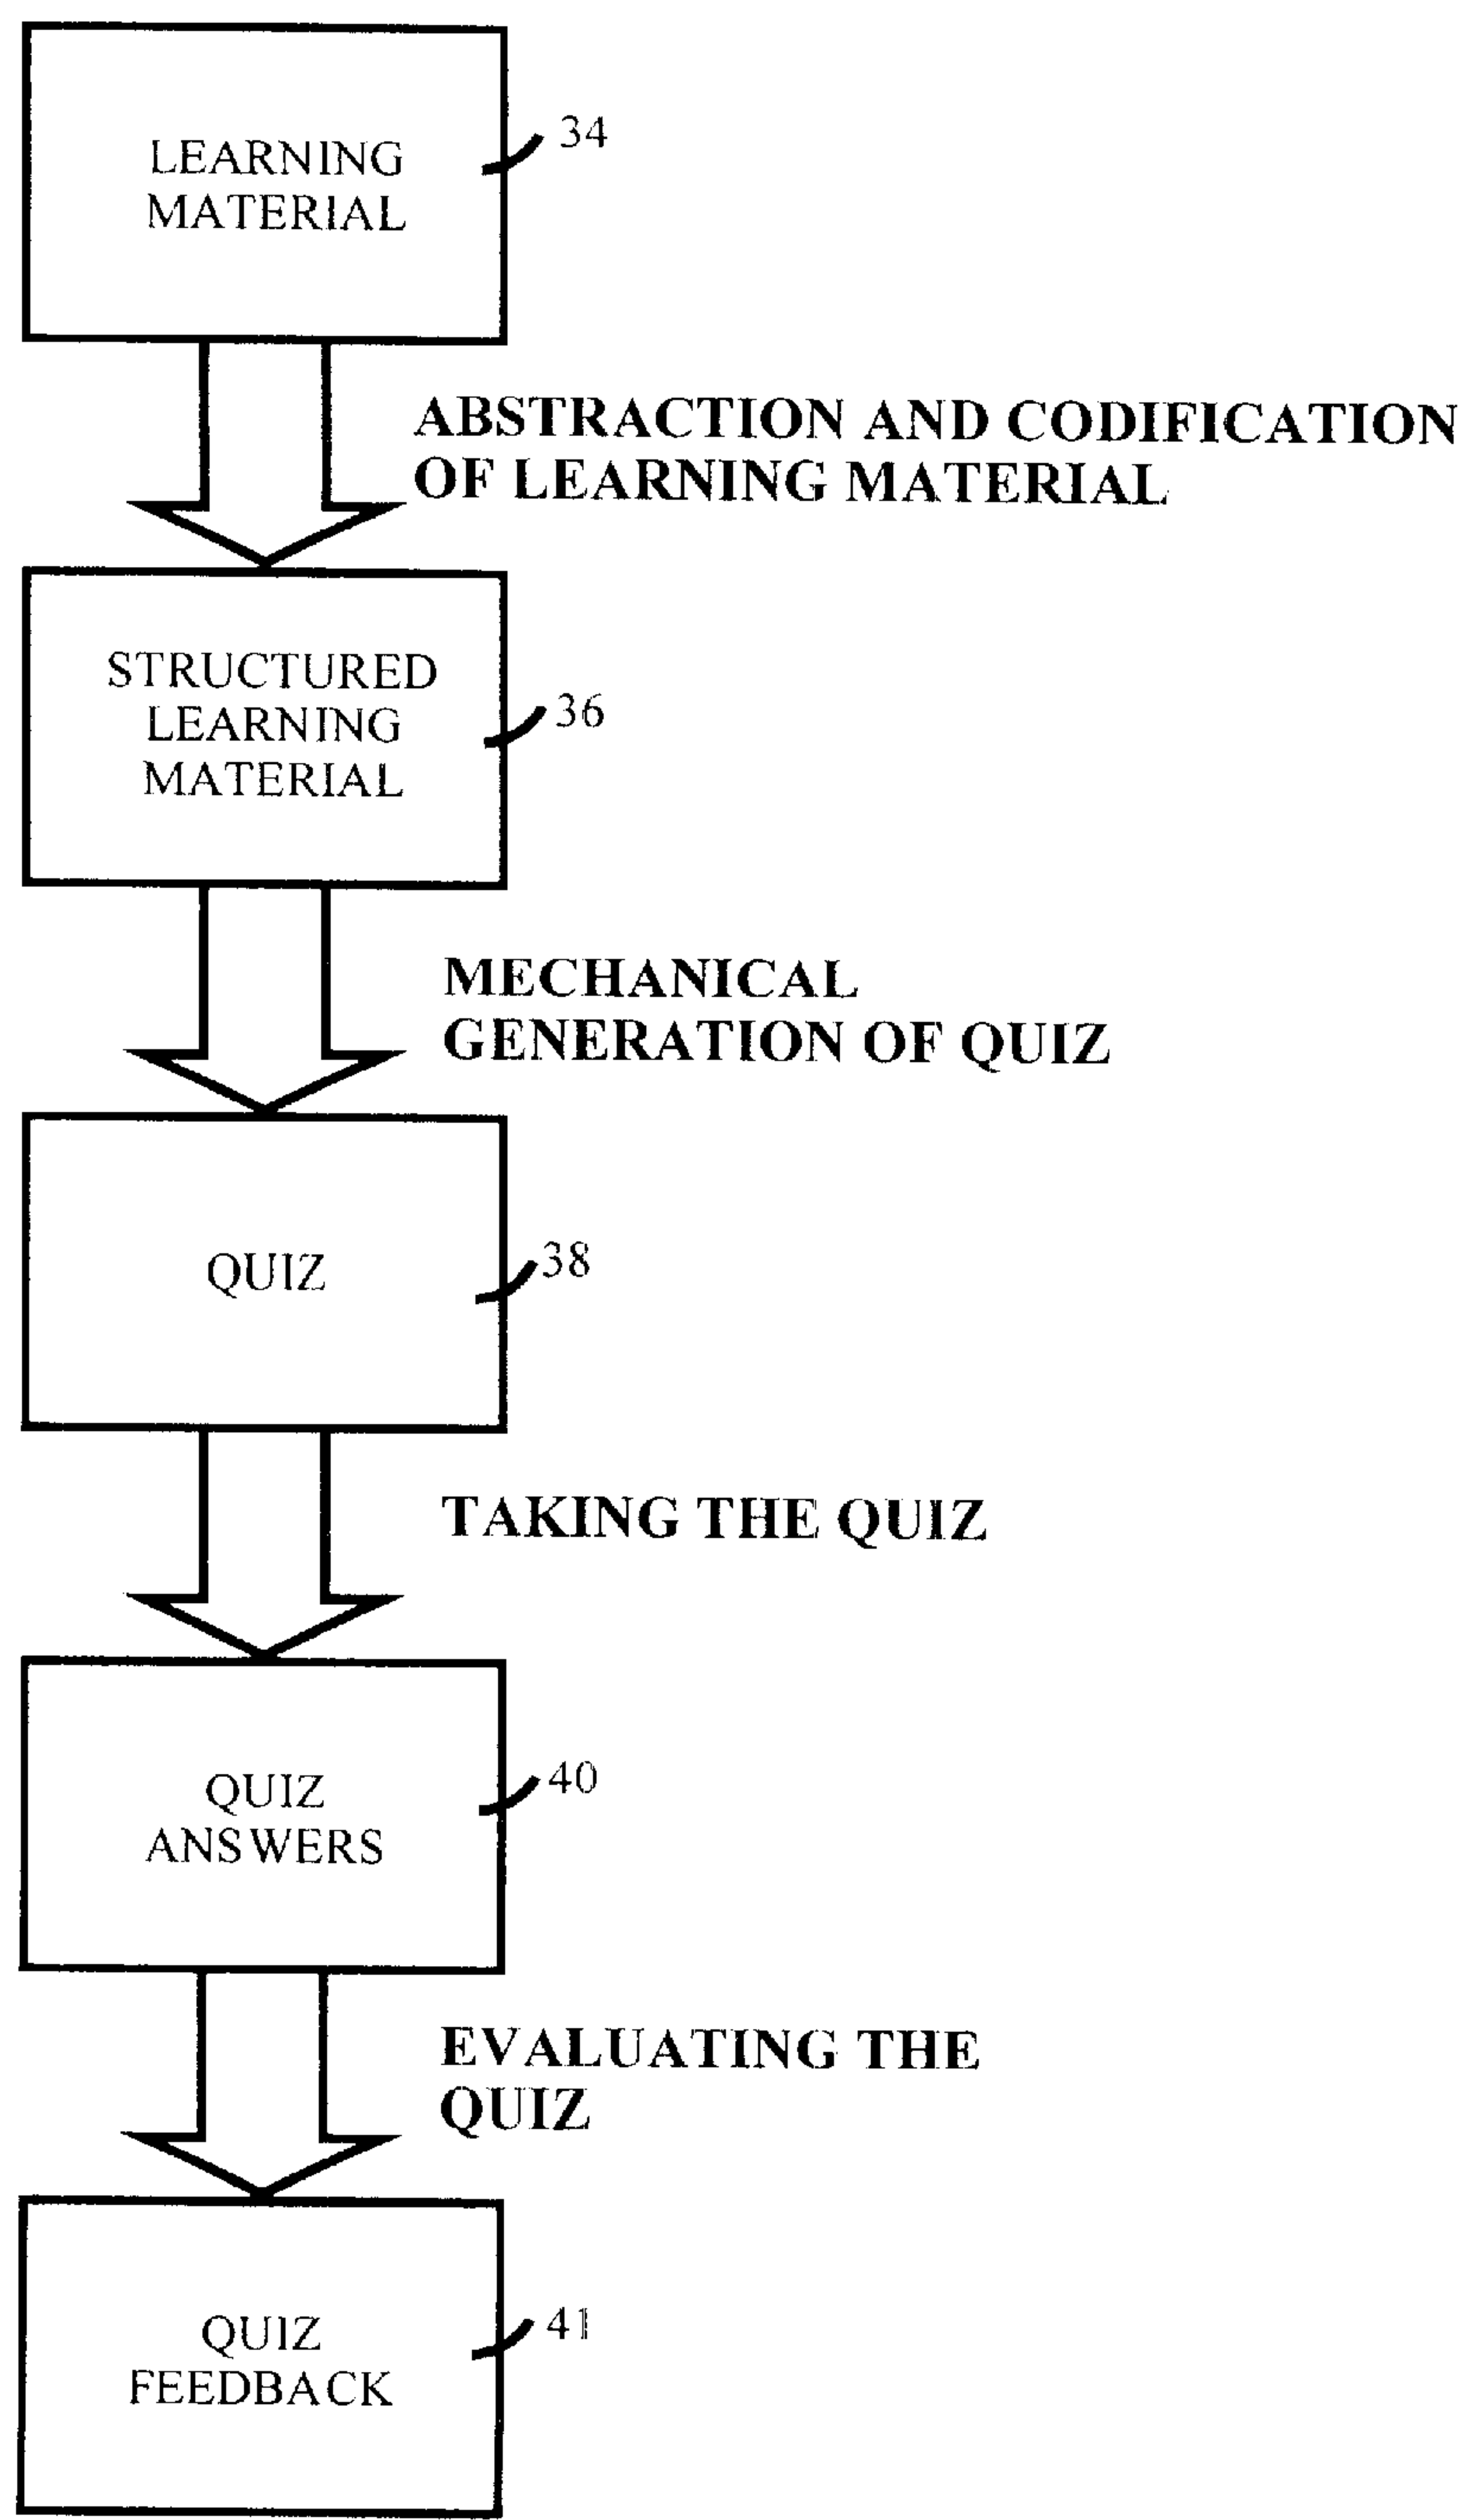 LEARNING
MATERIAL
34
ABSTRACTION AND CODIFICATION
OF LEARNING MATERIAL
STRUCTURED
LEARNING
MATERIAL
36
MECHANICAL
GENERATION OF QUIZ
QUIZ
38
TAKING THE QUIZ
QUIZ
ANSWERS
40
EVALUATING THE
QUIZ
QUIZ
FEEDBACK
41